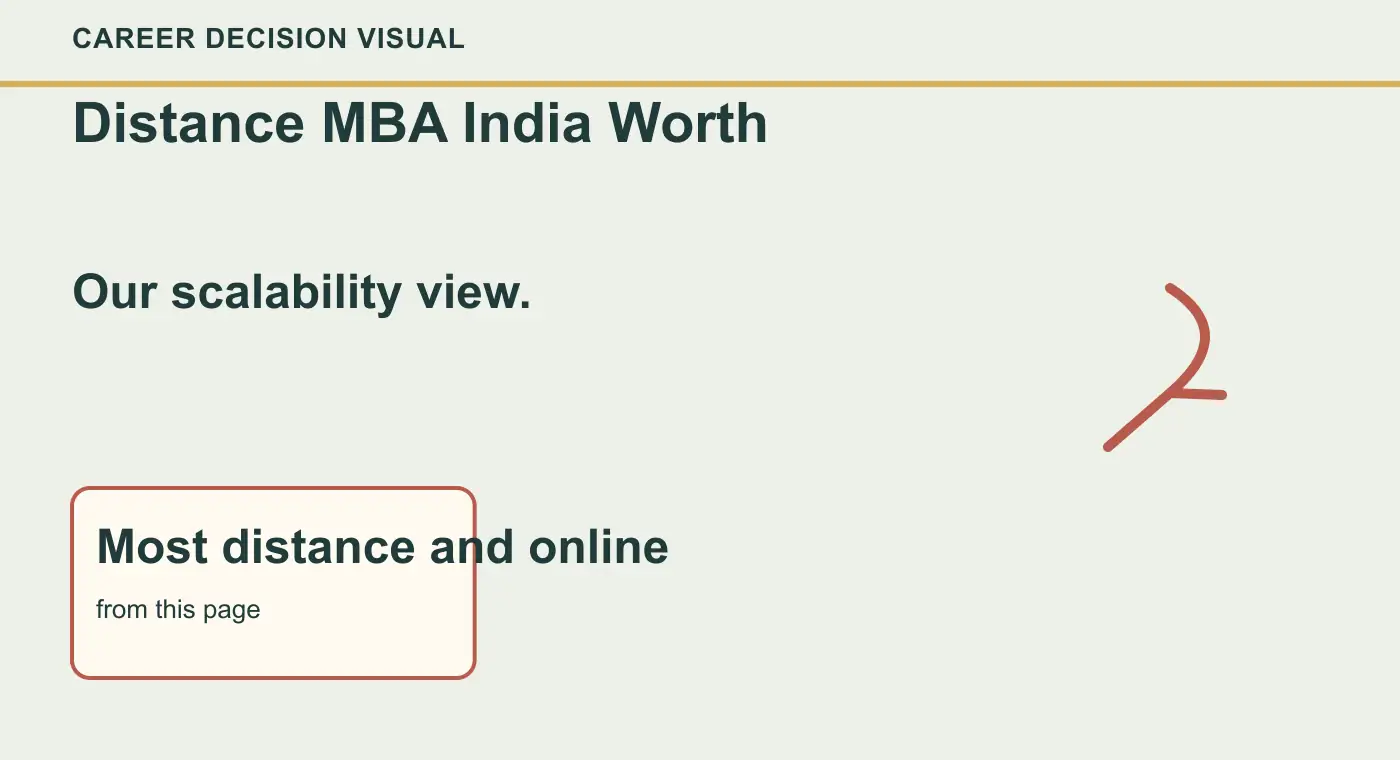 CAREER DECISION VISUAL
Distance MBA India Worth
Our scalability view.
Most distance and online
from this page